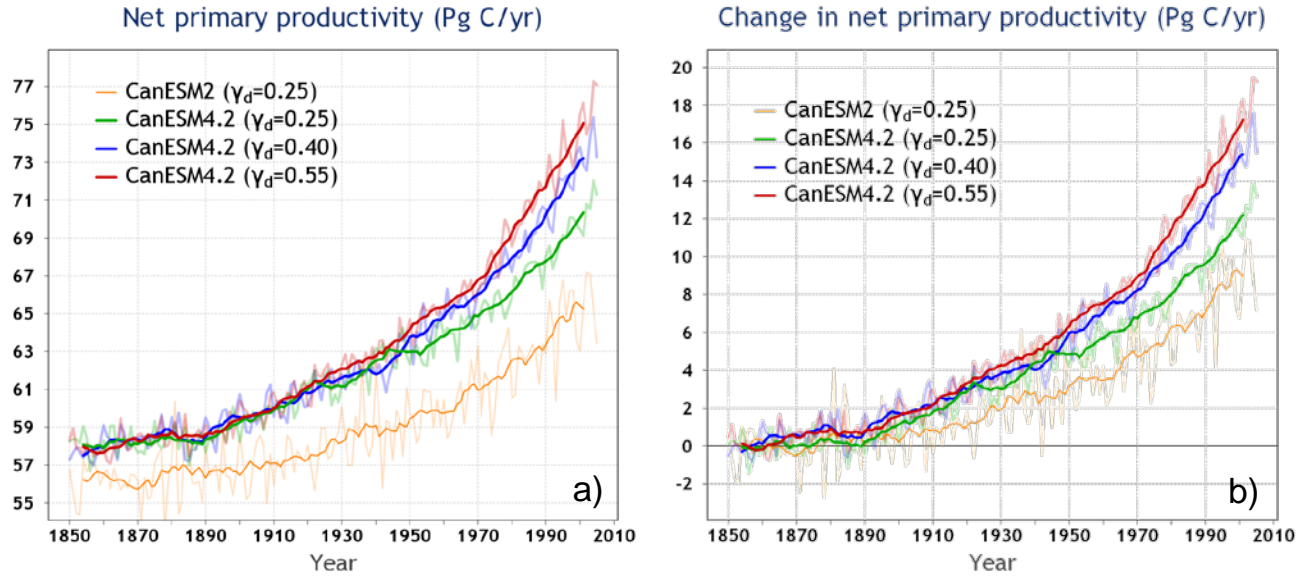 Net primary productivity (Pg C/yr)
77
75
73
71
69
67
65
63
61
59
57
55
CanESM2 (γd=0.25)
CanESM4.2 (γd=0.25)
CanESM4.2 (γd=0.40)
CanESM4.2 (γd=0.55)
a)
1850 1870 1890 1910 1930 1950 1970 1990 2010
Year
Change in net primary productivity (Pg C/yr)
20
18
16
14
12
10
8
6
4
2
0
-2
CanESM2 (γd=0.25)
CanESM4.2 (γd=0.25)
CanESM4.2 (γd=0.40)
CanESM4.2 (γd=0.55)
b)
1850 1870 1890 1910 1930 1950 1970 1990 2010
Year